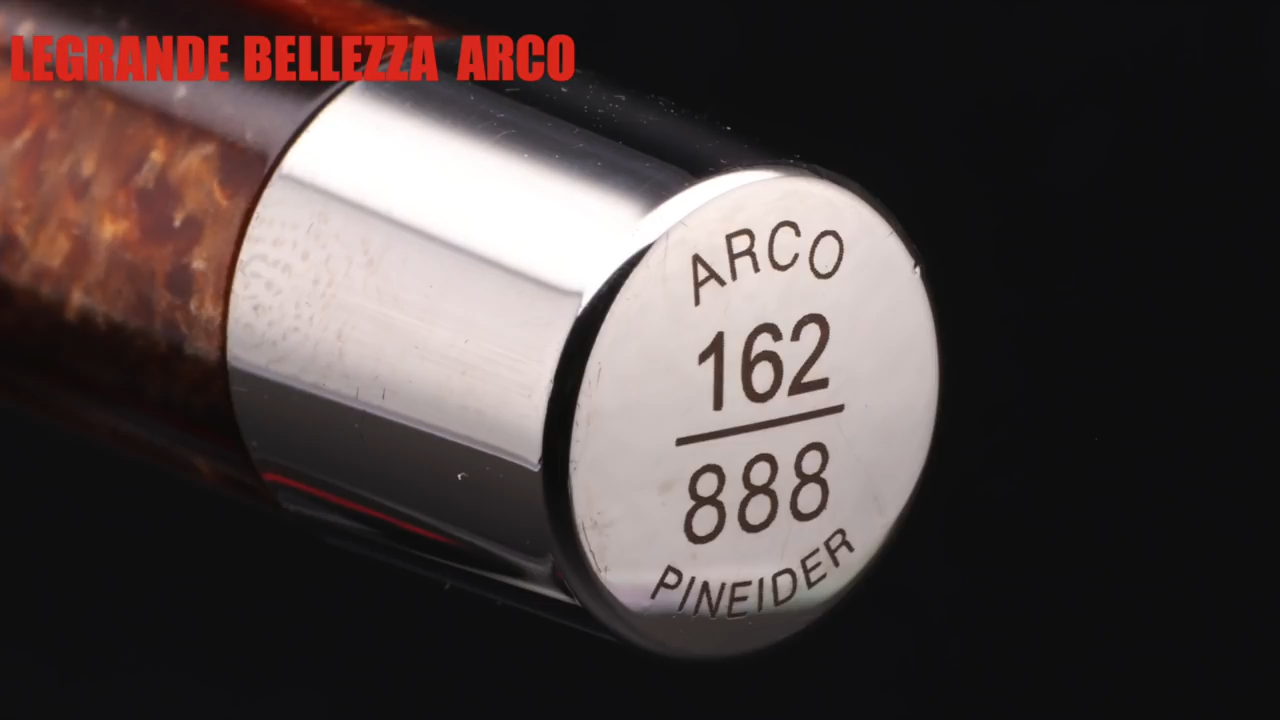 LEGRANDE BELLEZZA ARCO
ARCO
162
888
PINEIDER